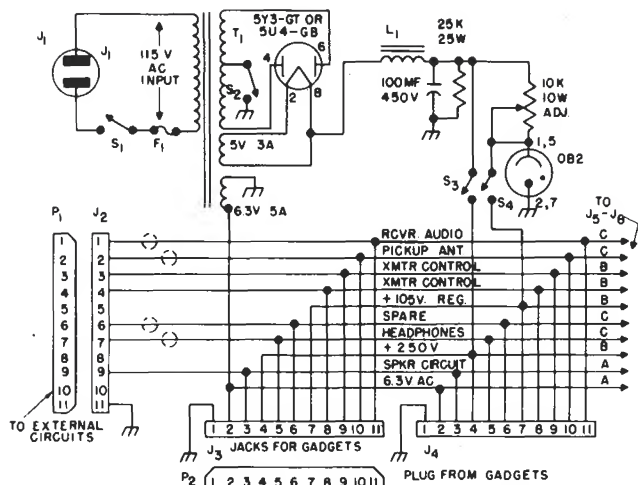 5Y3-GT OR
5U4-GB
J1
J1
115 V
AC
INPUT
T1
4
6
2
8
S2
L1
25K
25W
100MF
450V
10K
10W
ADJ.
1,5
OB2
2,7
S1
F1
5V 3A
6.3V 5A
S3
S4
P1
J2
TO
J5-J8
1 1 RCVR. AUDIO C
2 2 PICKUP ANT C
3 3 XMTR CONTROL B
4 4 XMTR CONTROL B
5 5 +105V. REG. B
6 6 SPARE C
7 7 HEADPHONES C
8 8 +250V B
9 9 SPKR CIRCUIT A
10 10 6.3V AC A
11 11
TO EXTERNAL
CIRCUITS
1 2 3 4 5 6 7 8 9 10 11
1 2 3 4 5 6 7 8 9 10 11
J3 JACKS FOR GADGETS
J4
P2 1 2 3 4 5 6 7 8 9 10 11
PLUG FROM GADGETS